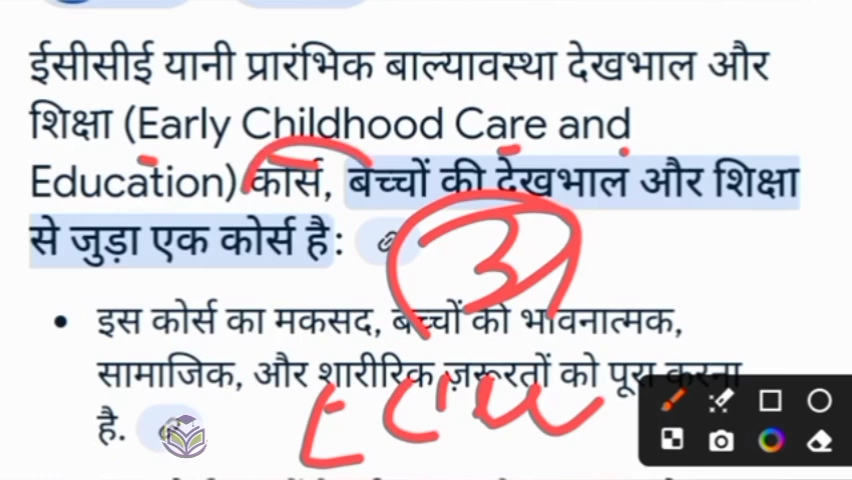 ईसीसीई यानी प्रारंभिक बाल्यावस्था देखभाल और
शिक्षा (Early Childhood Care and
Education) कोर्स, बच्चों की देखभाल और शिक्षा
से जुड़ा एक कोर्स है:
• इस कोर्स का मकसद, बच्चों की भावनात्मक,
सामाजिक, और शारीरिक ज़रूरतों को पूरा करना
है.